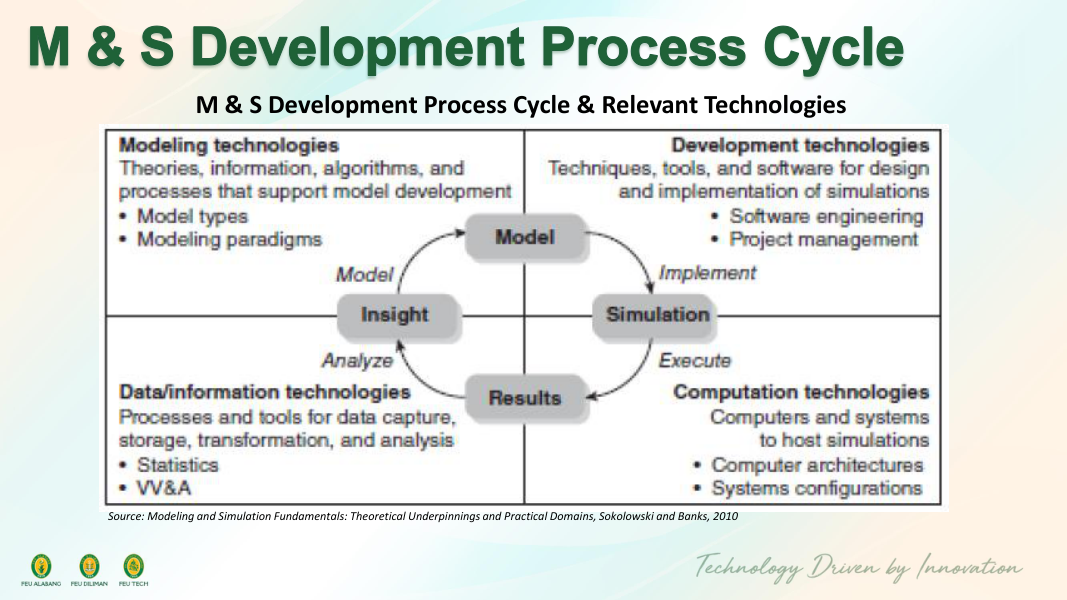 M & S Development Process Cycle
M & S Development Process Cycle & Relevant Technologies
Modeling technologies
Theories, information, algorithms, and
processes that support model development
• Model types
• Modeling paradigms
Development technologies
Techniques, tools, and software for design
and implementation of simulations
• Software engineering
• Project management
Model
Model
Implement
Insight
Simulation
Analyze
Execute
Results
Data/information technologies
Processes and tools for data capture,
storage, transformation, and analysis
• Statistics
• VV&A
Computation technologies
Computers and systems
to host simulations
• Computer architectures
• Systems configurations
Source: Modeling and Simulation Fundamentals: Theoretical Underpinnings and Practical Domains, Sokolowski and Banks, 2010
FEU ALABANG
FEU DILIMAN
FEU TECH
Technology Driven by Innovation